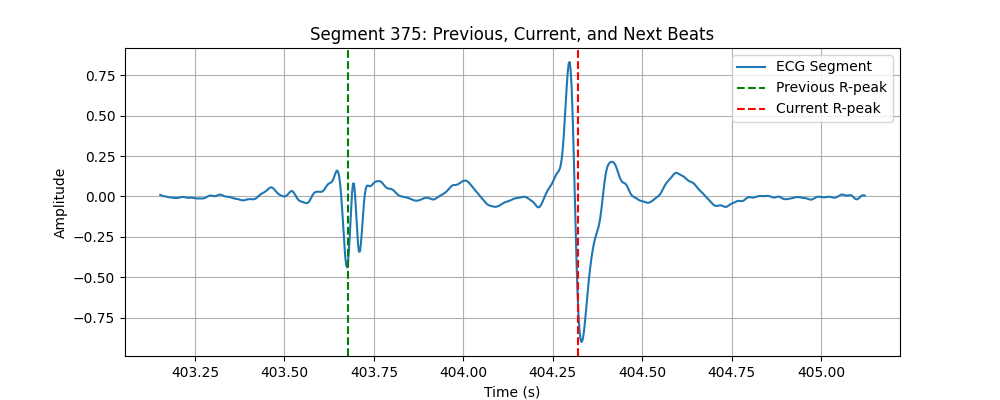 Segment 375: Previous, Current, and Next Beats
ECG Segment
Previous R-peak
Current R-peak
Amplitude
0.75
0.50
0.25
0.00
−0.25
−0.50
−0.75
403.25 403.50 403.75 404.00 404.25 404.50 404.75 405.00
Time (s)